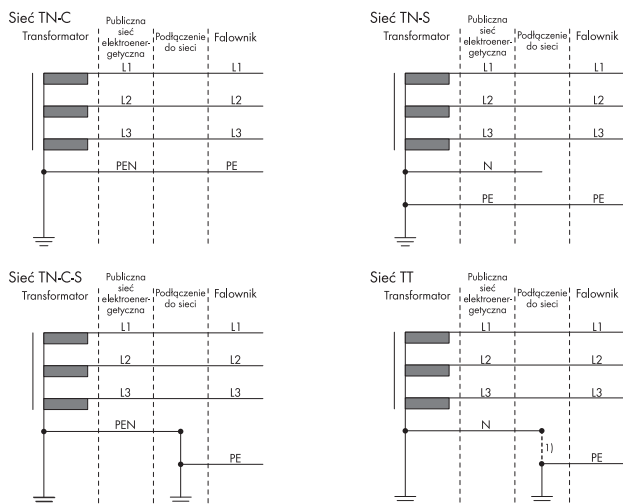 Sieć TN-C
Transformator
Publiczna
sieć
elektroener-
getyczna
Podłączenie
do sieci
Falownik
L1
L1
L2
L2
L3
L3
PEN
PE
Sieć TN-S
Transformator
Publiczna
sieć
elektroener-
getyczna
Podłączenie
do sieci
Falownik
L1
L1
L2
L2
L3
L3
N
PE
PE
Sieć TN-C-S
Transformator
Publiczna
sieć
elektroener-
getyczna
Podłączenie
do sieci
Falownik
L1
L1
L2
L2
L3
L3
PEN
PE
Sieć TT
Transformator
Publiczna
sieć
elektroener-
getyczna
Podłączenie
do sieci
Falownik
L1
L1
L2
L2
L3
L3
N
1)
PE